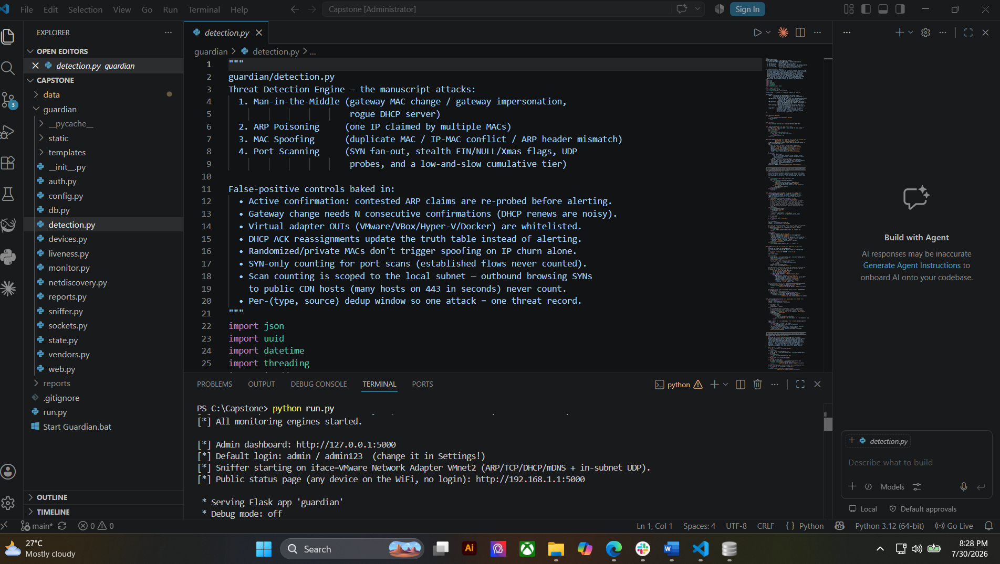 File Edit Selection View Go Run Terminal Help
Capstone [Administrator]
Sign In
EXPLORER
OPEN EDITORS
detection.py guardian
CAPSTONE
data
guardian
__pycache__
static
templates
__init__.py
auth.py
config.py
db.py
detection.py
devices.py
liveness.py
monitor.py
netdiscovery.py
reports.py
sniffer.py
sockets.py
state.py
vendors.py
web.py
reports
.gitignore
run.py
Start Guardian.bat
OUTLINE
TIMELINE
3
detection.py
guardian > detection.py > ...
1 """
2 guardian/detection.py
3 Threat Detection Engine — the manuscript attacks:
4 1. Man-in-the-Middle (gateway MAC change / gateway impersonation,
5 rogue DHCP server)
6 2. ARP Poisoning (one IP claimed by multiple MACs)
7 3. MAC Spoofing (duplicate MAC / IP-MAC conflict / ARP header mismatch)
8 4. Port Scanning (SYN fan-out, stealth FIN/NULL/Xmas flags, UDP
9 probes, and a low-and-slow cumulative tier)
10
11 False-positive controls baked in:
12 • Active confirmation: contested ARP claims are re-probed before alerting.
13 • Gateway change needs N consecutive confirmations (DHCP renews are noisy).
14 • Virtual adapter OUIs (VMware/VBox/Hyper-V/Docker) are whitelisted.
15 • DHCP ACK reassignments update the truth table instead of alerting.
16 • Randomized/private MACs don't trigger spoofing on IP churn alone.
17 • SYN-only counting for port scans (established flows never counted).
18 • Scan counting is scoped to the local subnet — outbound browsing SYNs
19 to public CDN hosts (many hosts on 443 in seconds) never count.
20 • Per-(type, source) dedup window so one attack = one threat record.
21 """
22 import json
23 import uuid
24 import datetime
25 import threading
PROBLEMS OUTPUT DEBUG CONSOLE TERMINAL PORTS
python
PS C:\Capstone> python run.py
[*] All monitoring engines started.
[*] Admin dashboard: http://127.0.0.1:5000
[*] Default login: admin / admin123 (change it in Settings!)
[*] Sniffer starting on iface=VMware Network Adapter VMnet2 (ARP/TCP/DHCP/mDNS + in-subnet UDP).
[*] Public status page (any device on the WiFi, no login): http://192.168.1.1:5000
* Serving Flask app 'guardian'
* Debug mode: off
Build with Agent
AI responses may be inaccurate
Generate Agent Instructions to
onboard AI onto your codebase.
detection.py
Describe what to build
Models
Local Default approvals
main* 0 0
Ln 1, Col 1 Spaces: 4 UTF-8 CRLF { } Python Python 3.12 (64-bit) Go Live
27°C
Mostly cloudy
Search
Ai
8:28 PM
7/30/2026